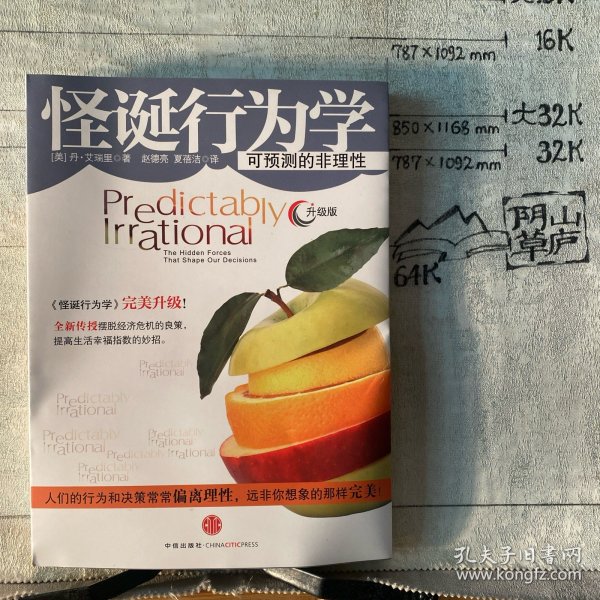 怪诞行为学
可预测的非理性
[美] 丹·艾瑞里 著 赵德亮 夏蓓洁 译
Predictably
Irrational
升级版
The Hidden Forces
That Shape Our Decisions
《怪诞行为学》完美升级!
全新传授摆脱经济危机的良策,
提高生活幸福指数的妙招。
Predictably
Irrational
Predictably
Irrational
Predictably
Irrational
Predictably
Irrational
Predictably
Irrational
Predictably
Irrational
人们的行为和决策常常偏离理性,远非你想象的那样完美!
中信出版社·CHINACITICPRESS
16K
787×1092 mm
大32K
850×1168 mm
32K
787×1092 mm
64K
阴山
草庐
孔夫子旧书网
www.kongfz.com